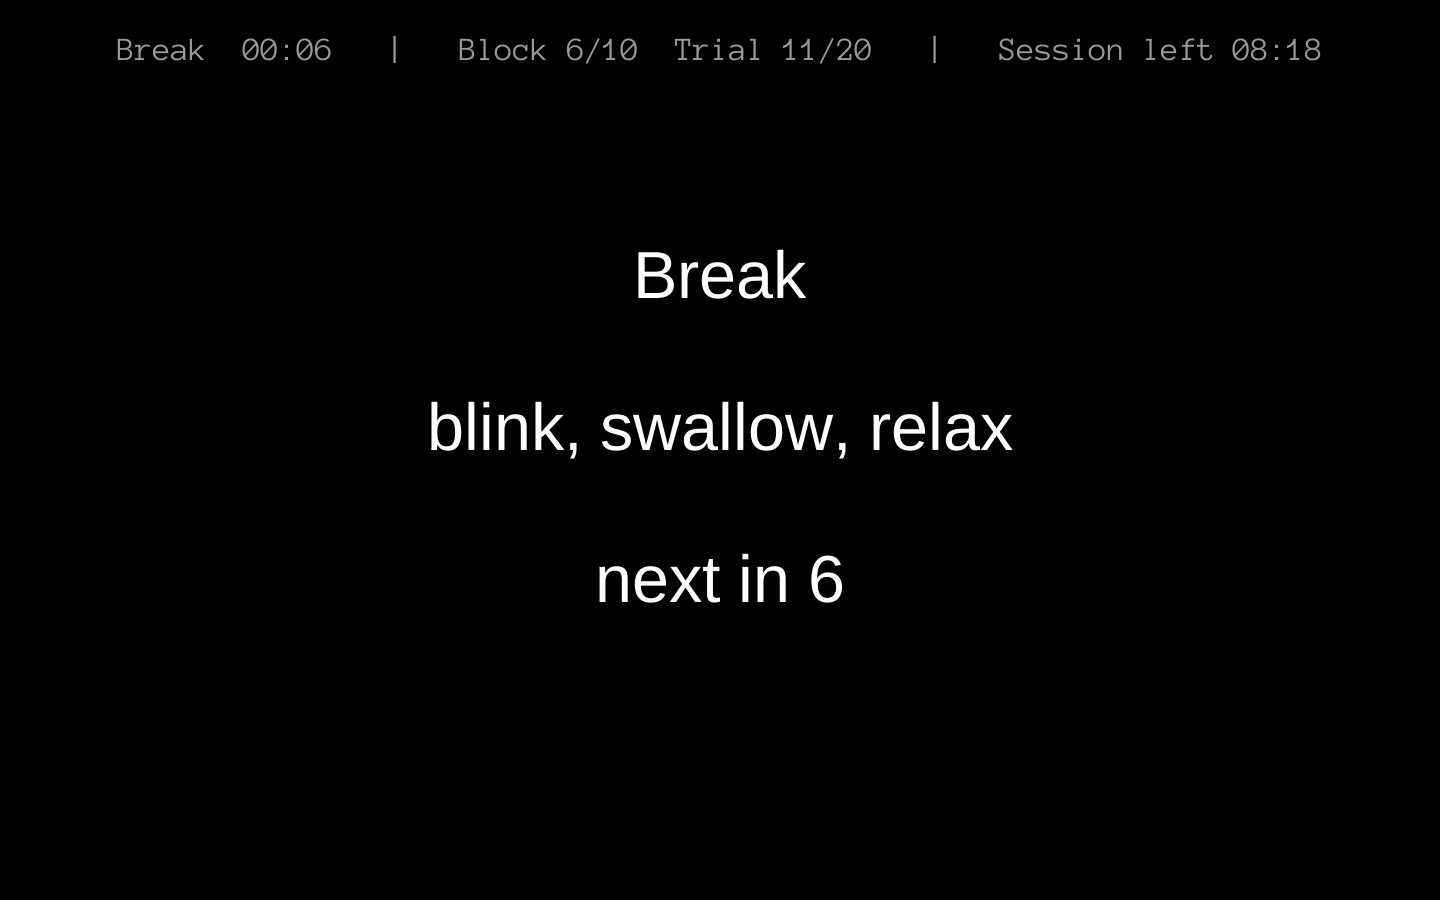 Break  00:06   |   Block 6/10  Trial 11/20   |   Session left 08:18
Break
blink, swallow, relax
next in 6